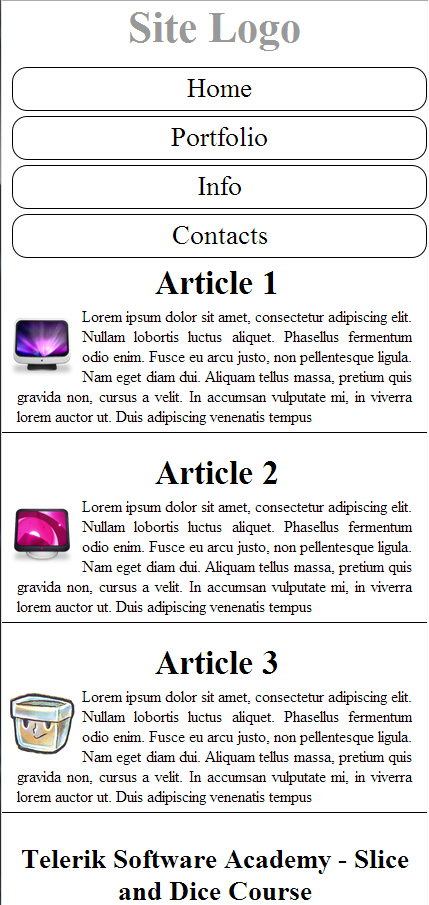 Site Logo
Home
Portfolio
Info
Contacts
Article 1
Lorem ipsum dolor sit amet, consectetur adipiscing elit.
Nullam lobortis luctus aliquet. Phasellus fermentum
odio enim. Fusce eu arcu justo, non pellentesque ligula.
Nam eget diam dui. Aliquam tellus massa, pretium quis
gravida non, cursus a velit. In accumsan vulputate mi, in viverra
lorem auctor ut. Duis adipiscing venenatis tempus
Article 2
Lorem ipsum dolor sit amet, consectetur adipiscing elit.
Nullam lobortis luctus aliquet. Phasellus fermentum
odio enim. Fusce eu arcu justo, non pellentesque ligula.
Nam eget diam dui. Aliquam tellus massa, pretium quis
gravida non, cursus a velit. In accumsan vulputate mi, in viverra
lorem auctor ut. Duis adipiscing venenatis tempus
Article 3
Lorem ipsum dolor sit amet, consectetur adipiscing elit.
Nullam lobortis luctus aliquet. Phasellus fermentum
odio enim. Fusce eu arcu justo, non pellentesque ligula.
Nam eget diam dui. Aliquam tellus massa, pretium quis
gravida non, cursus a velit. In accumsan vulputate mi, in viverra
lorem auctor ut. Duis adipiscing venenatis tempus
Telerik Software Academy - Slice
and Dice Course